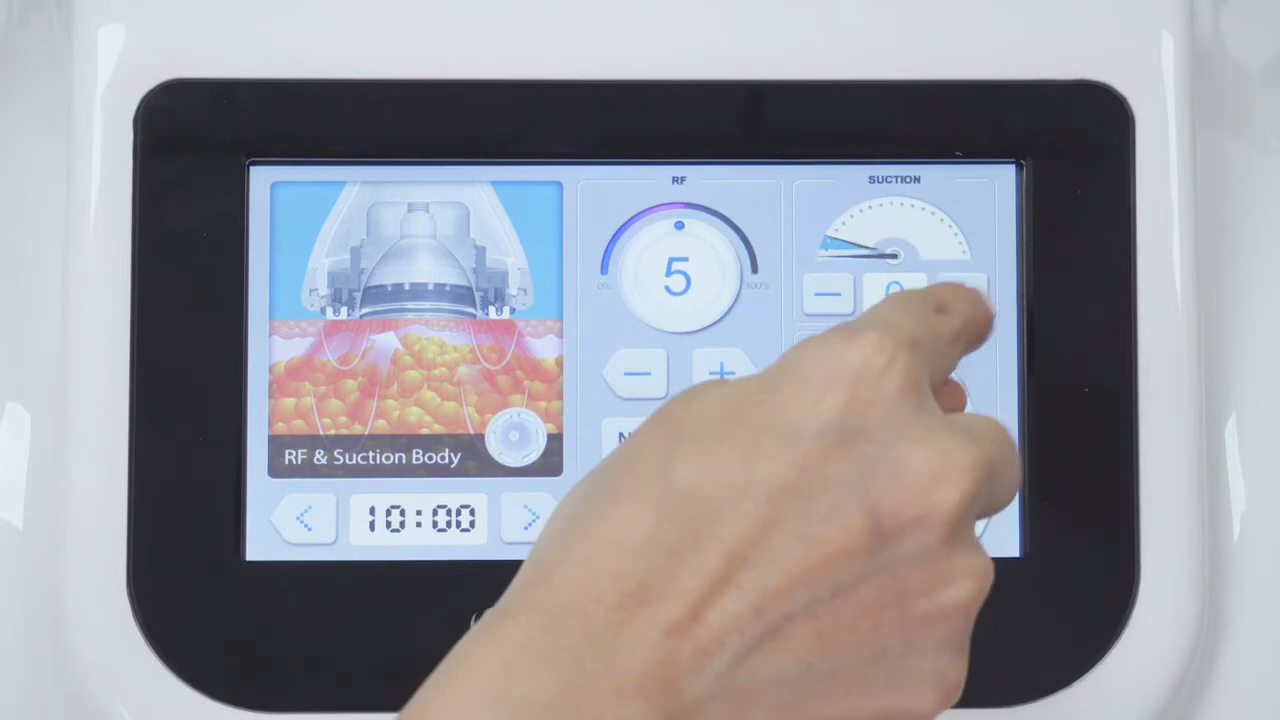 RF
SUCTION
0%
100%
5
−
−
+
RF & Suction Body
10:00